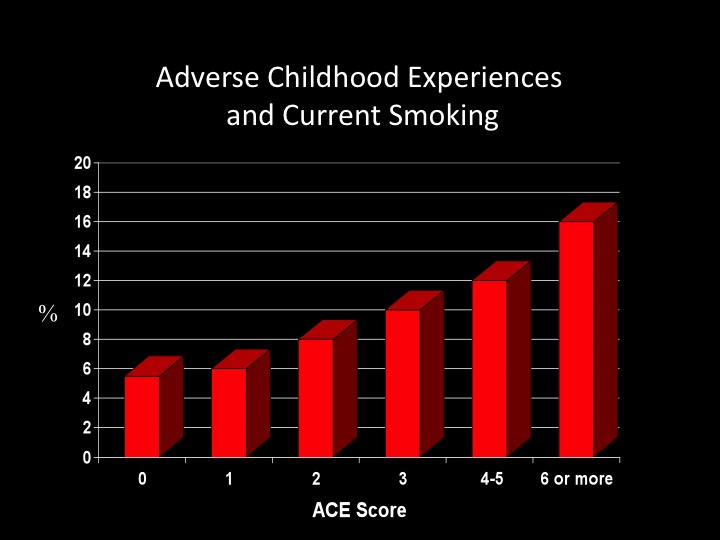 Adverse Childhood Experiences
and Current Smoking
20
18
16
14
12
% 10
8
6
4
2
0
0 1 2 3 4-5 6 or more
ACE Score